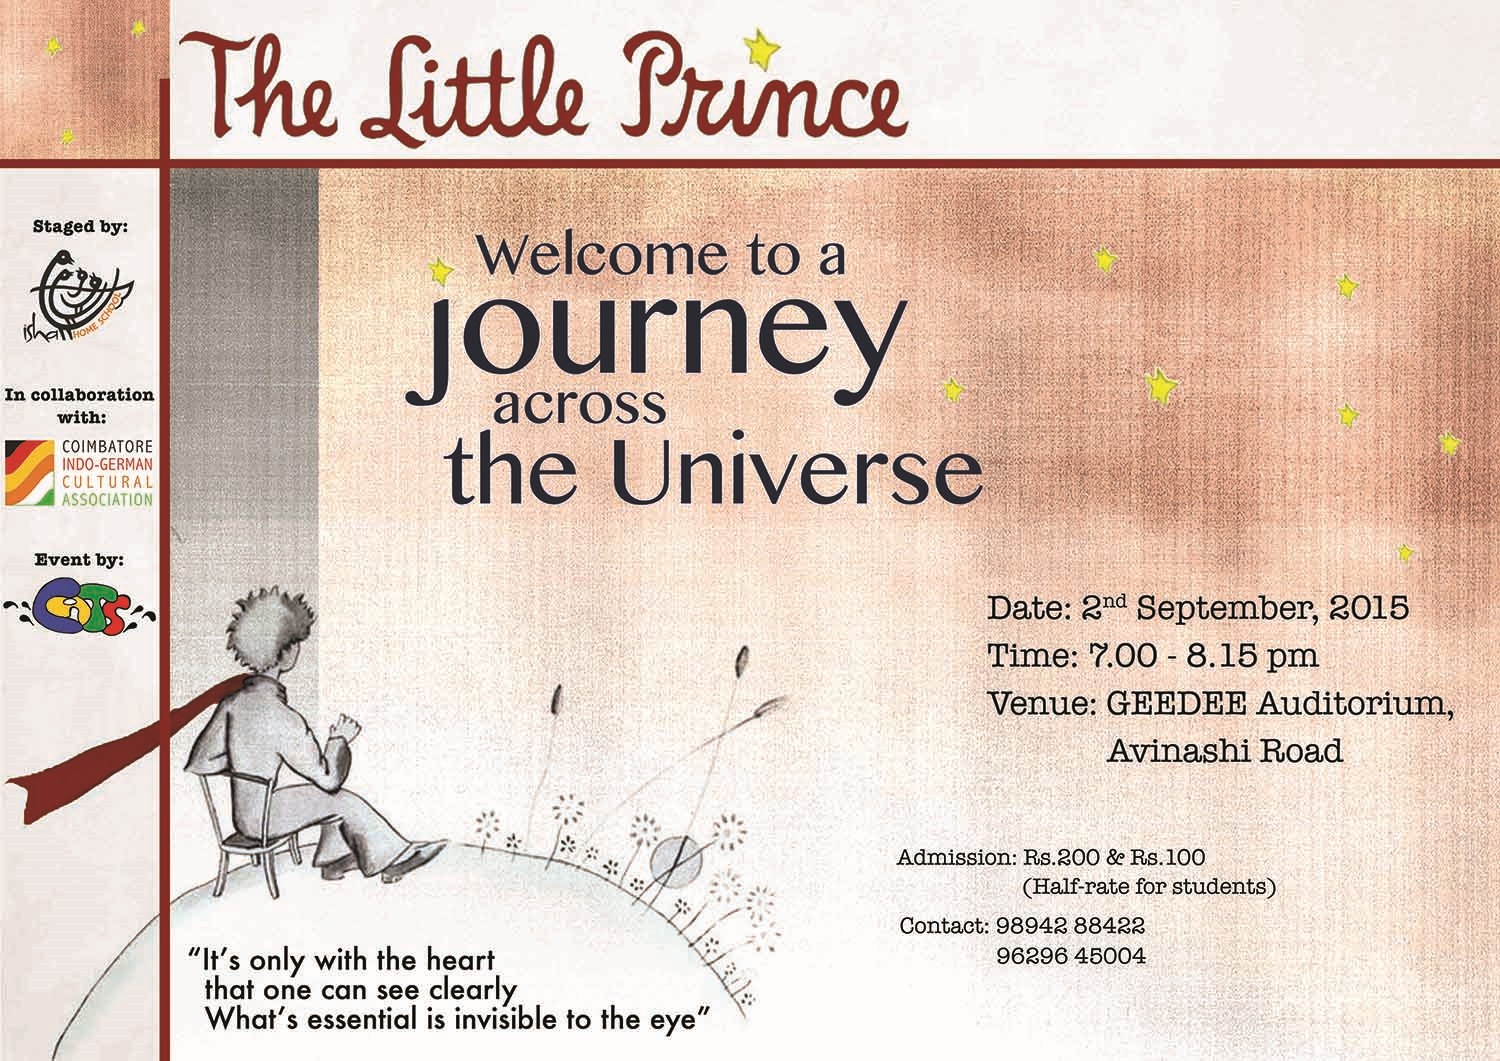 The Little Prince
Staged by:
isha HOME SCHOOL
In collaboration
with:
COIMBATORE
INDO-GERMAN
CULTURAL
ASSOCIATION
Event by:
CATS
Welcome to a
journey
across
the Universe
Date: 2nd September, 2015
Time: 7.00 - 8.15 pm
Venue: GEEDEE Auditorium,
Avinashi Road
Admission: Rs.200 & Rs.100
(Half-rate for students)
Contact: 98942 88422
96296 45004
“It’s only with the heart
that one can see clearly
What’s essential is invisible to the eye”